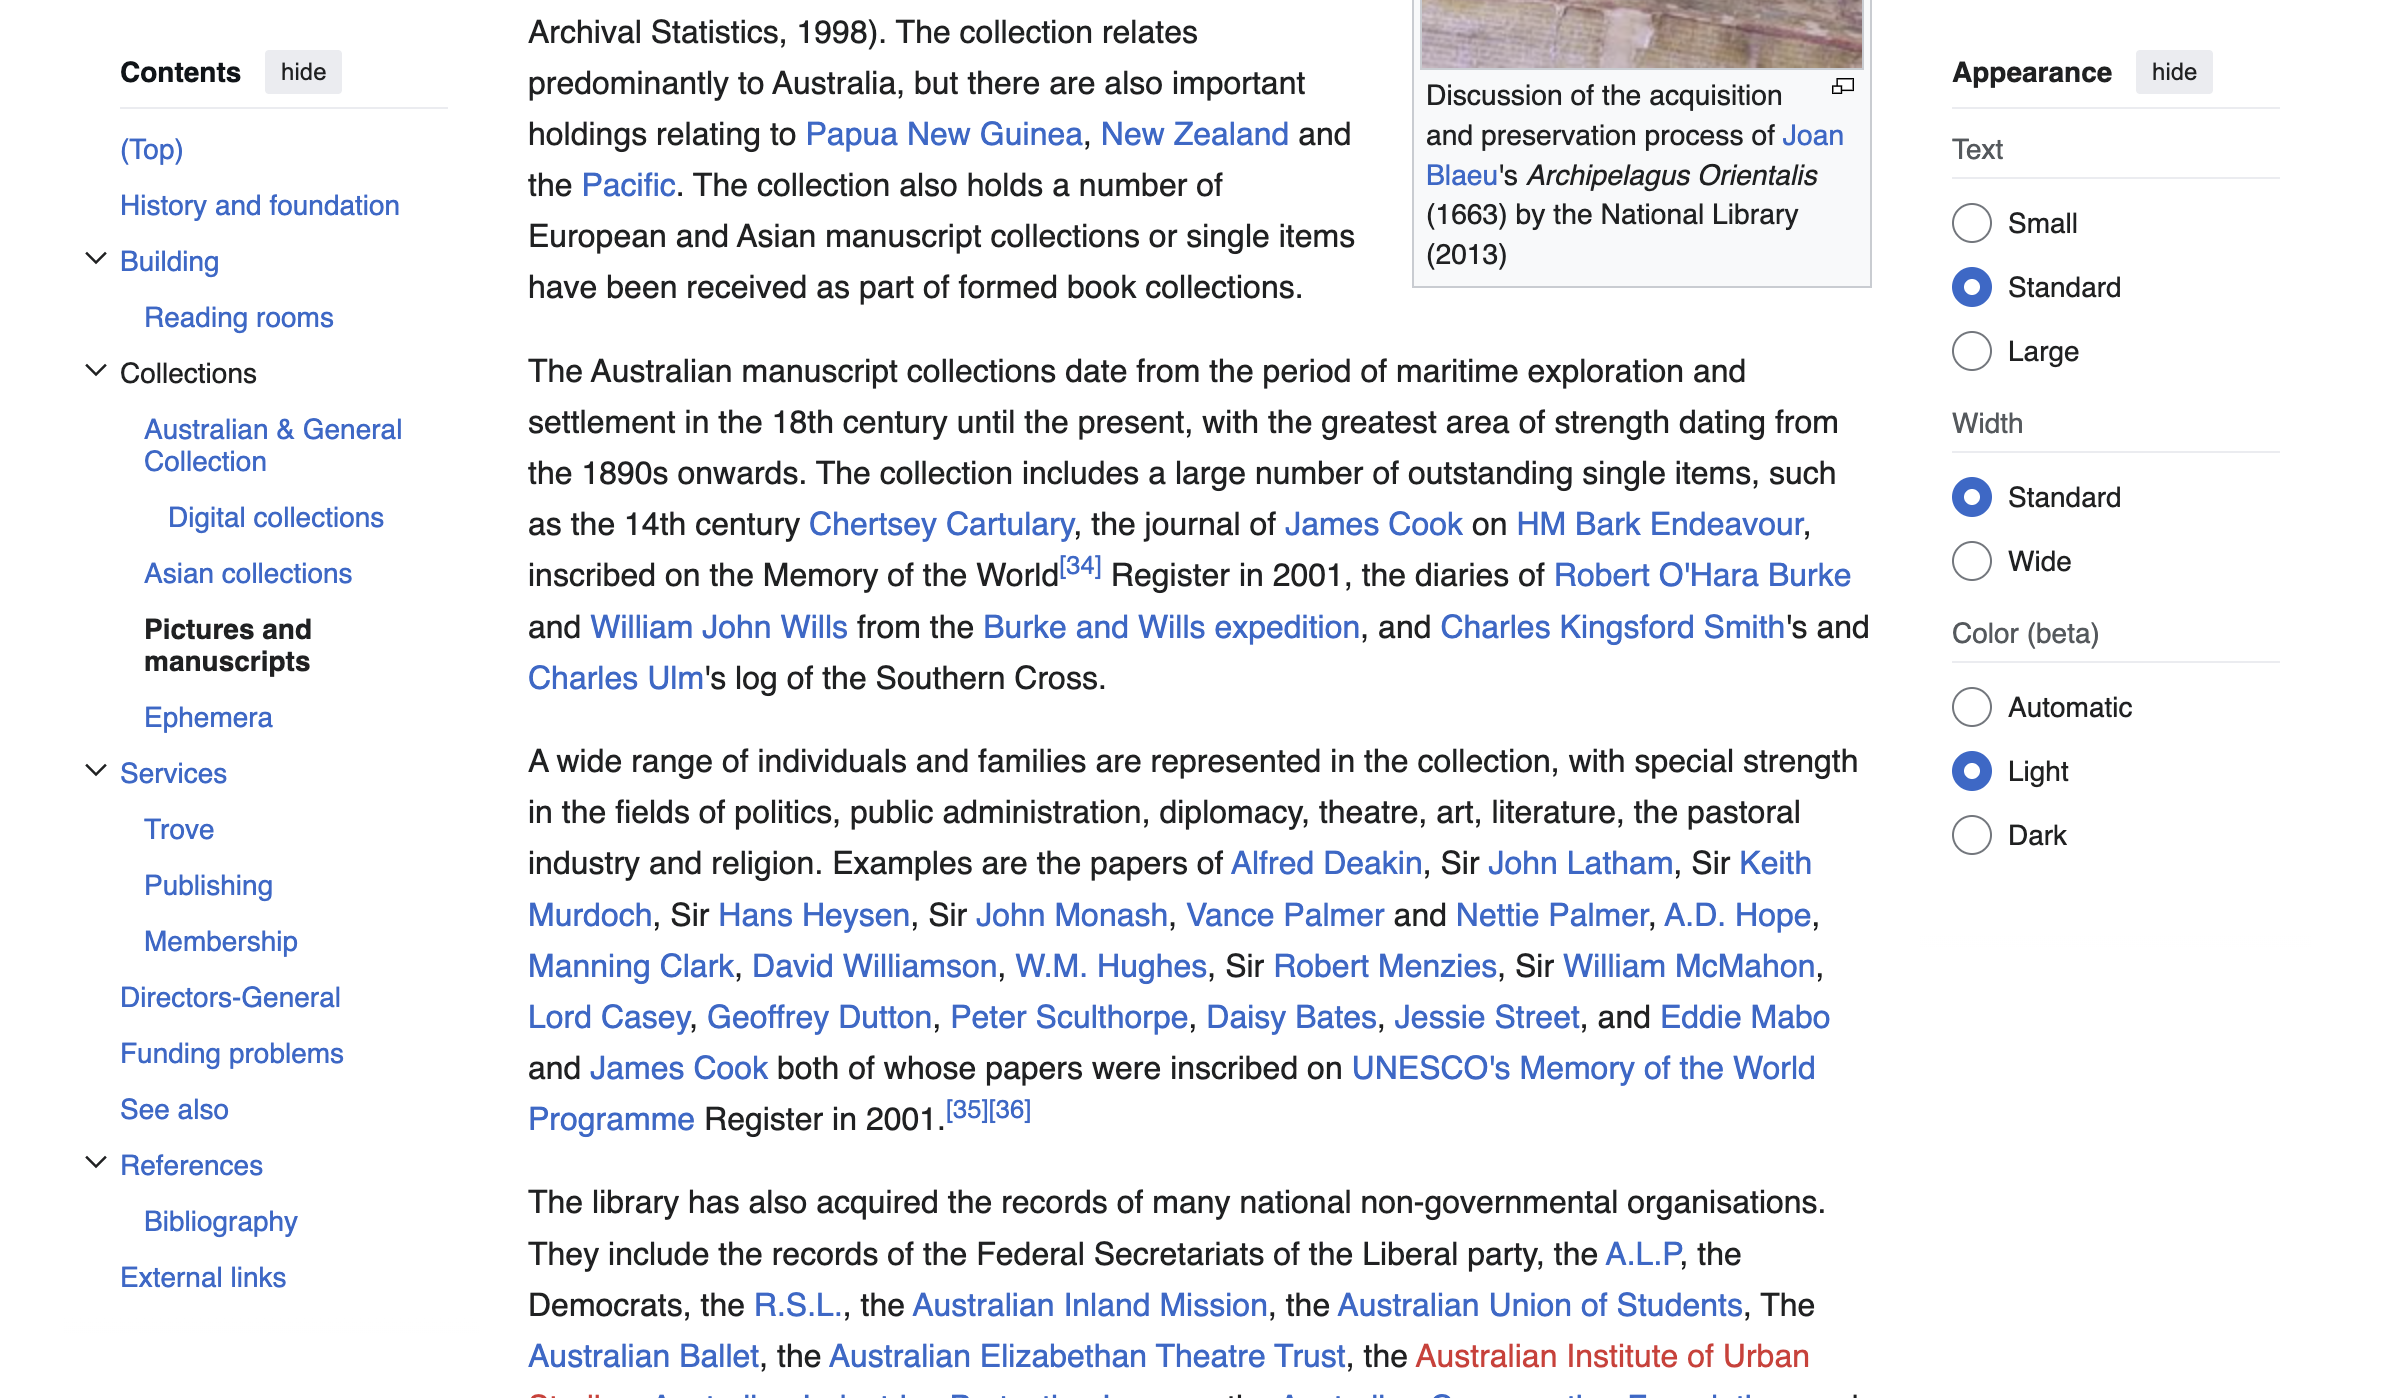 Contents hide
(Top)
History and foundation
Building
Reading rooms
Collections
Australian & General
Collection
Digital collections
Asian collections
Pictures and
manuscripts
Ephemera
Services
Trove
Publishing
Membership
Directors-General
Funding problems
See also
References
Bibliography
External links
Archival Statistics, 1998). The collection relates
predominantly to Australia, but there are also important
holdings relating to Papua New Guinea, New Zealand and
the Pacific. The collection also holds a number of
European and Asian manuscript collections or single items
have been received as part of formed book collections.
Discussion of the acquisition
and preservation process of Joan
Blaeu's Archipelagus Orientalis
(1663) by the National Library
(2013)
The Australian manuscript collections date from the period of maritime exploration and
settlement in the 18th century until the present, with the greatest area of strength dating from
the 1890s onwards. The collection includes a large number of outstanding single items, such
as the 14th century Chertsey Cartulary, the journal of James Cook on HM Bark Endeavour,
inscribed on the Memory of the World[34] Register in 2001, the diaries of Robert O'Hara Burke
and William John Wills from the Burke and Wills expedition, and Charles Kingsford Smith's and
Charles Ulm's log of the Southern Cross.
A wide range of individuals and families are represented in the collection, with special strength
in the fields of politics, public administration, diplomacy, theatre, art, literature, the pastoral
industry and religion. Examples are the papers of Alfred Deakin, Sir John Latham, Sir Keith
Murdoch, Sir Hans Heysen, Sir John Monash, Vance Palmer and Nettie Palmer, A.D. Hope,
Manning Clark, David Williamson, W.M. Hughes, Sir Robert Menzies, Sir William McMahon,
Lord Casey, Geoffrey Dutton, Peter Sculthorpe, Daisy Bates, Jessie Street, and Eddie Mabo
and James Cook both of whose papers were inscribed on UNESCO's Memory of the World
Programme Register in 2001.[35][36]
The library has also acquired the records of many national non-governmental organisations.
They include the records of the Federal Secretariats of the Liberal party, the A.L.P, the
Democrats, the R.S.L., the Australian Inland Mission, the Australian Union of Students, The
Australian Ballet, the Australian Elizabethan Theatre Trust, the Australian Institute of Urban
Appearance hide
Text
Small
Standard
Large
Width
Standard
Wide
Color (beta)
Automatic
Light
Dark